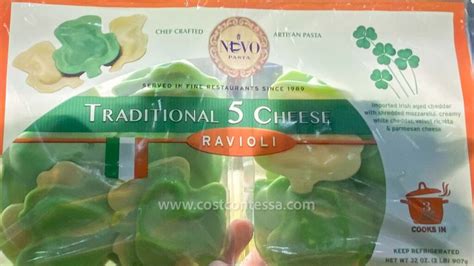 CHEF CRAFTED
NUOVO
PASTA
ARTISAN PASTA
SERVED IN FINE RESTAURANTS SINCE 1989
TRADITIONAL 5 CHEESE
RAVIOLI
imported irish aged cheddar
with shredded mozzarella, creamy
white cheddar, velvet ricotta
& parmesan cheese
www.costcontessa.com
3
COOKS IN
KEEP REFRIGERATED
NET WT. 32 OZ. (2 LB) 907g